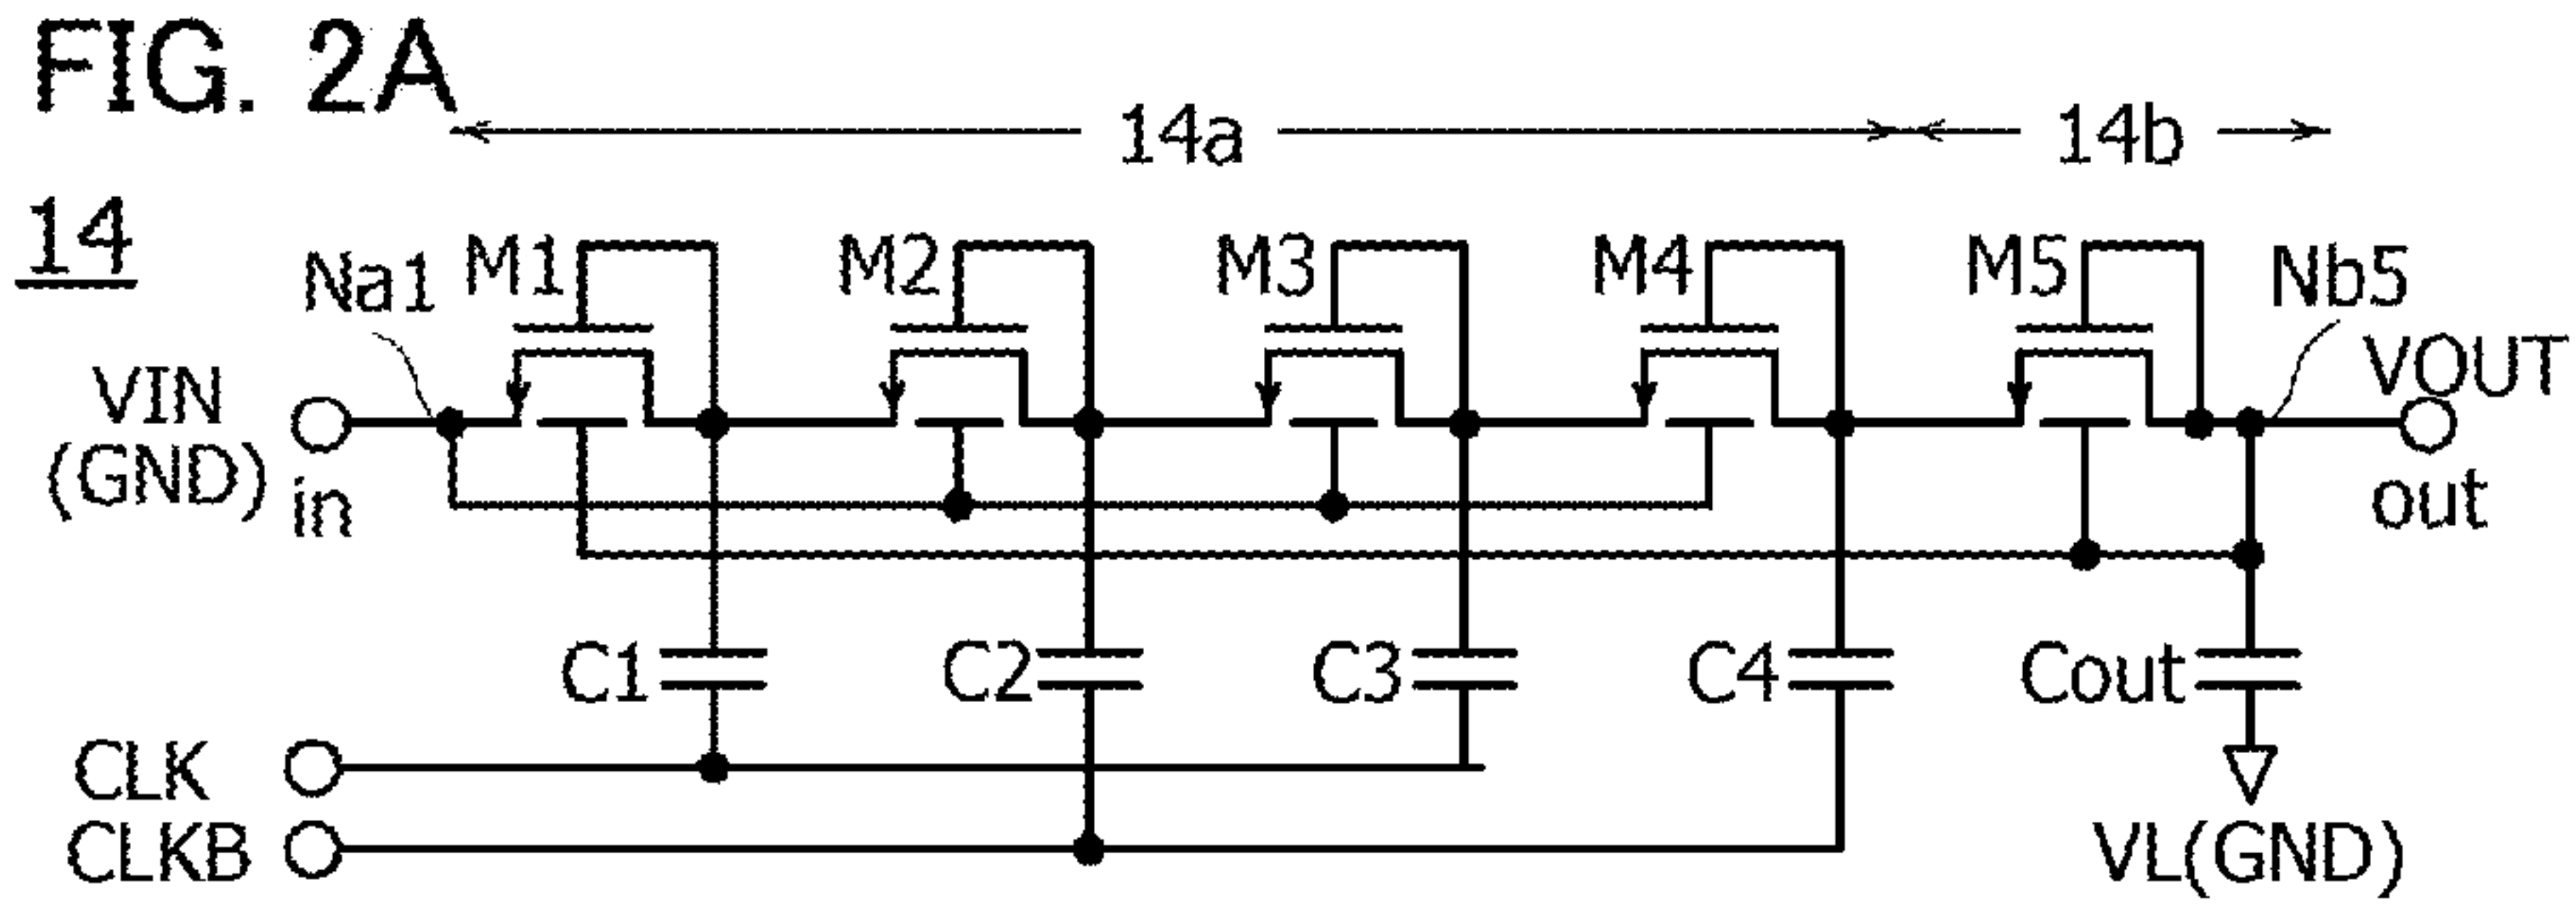 FIG. 2A
14a 14b
14
Na1 M1 M2 M3 M4 M5 Nb5
VIN VOUT
(GND) in out
C1 C2 C3 C4 Cout
CLK
CLKB VL(GND)